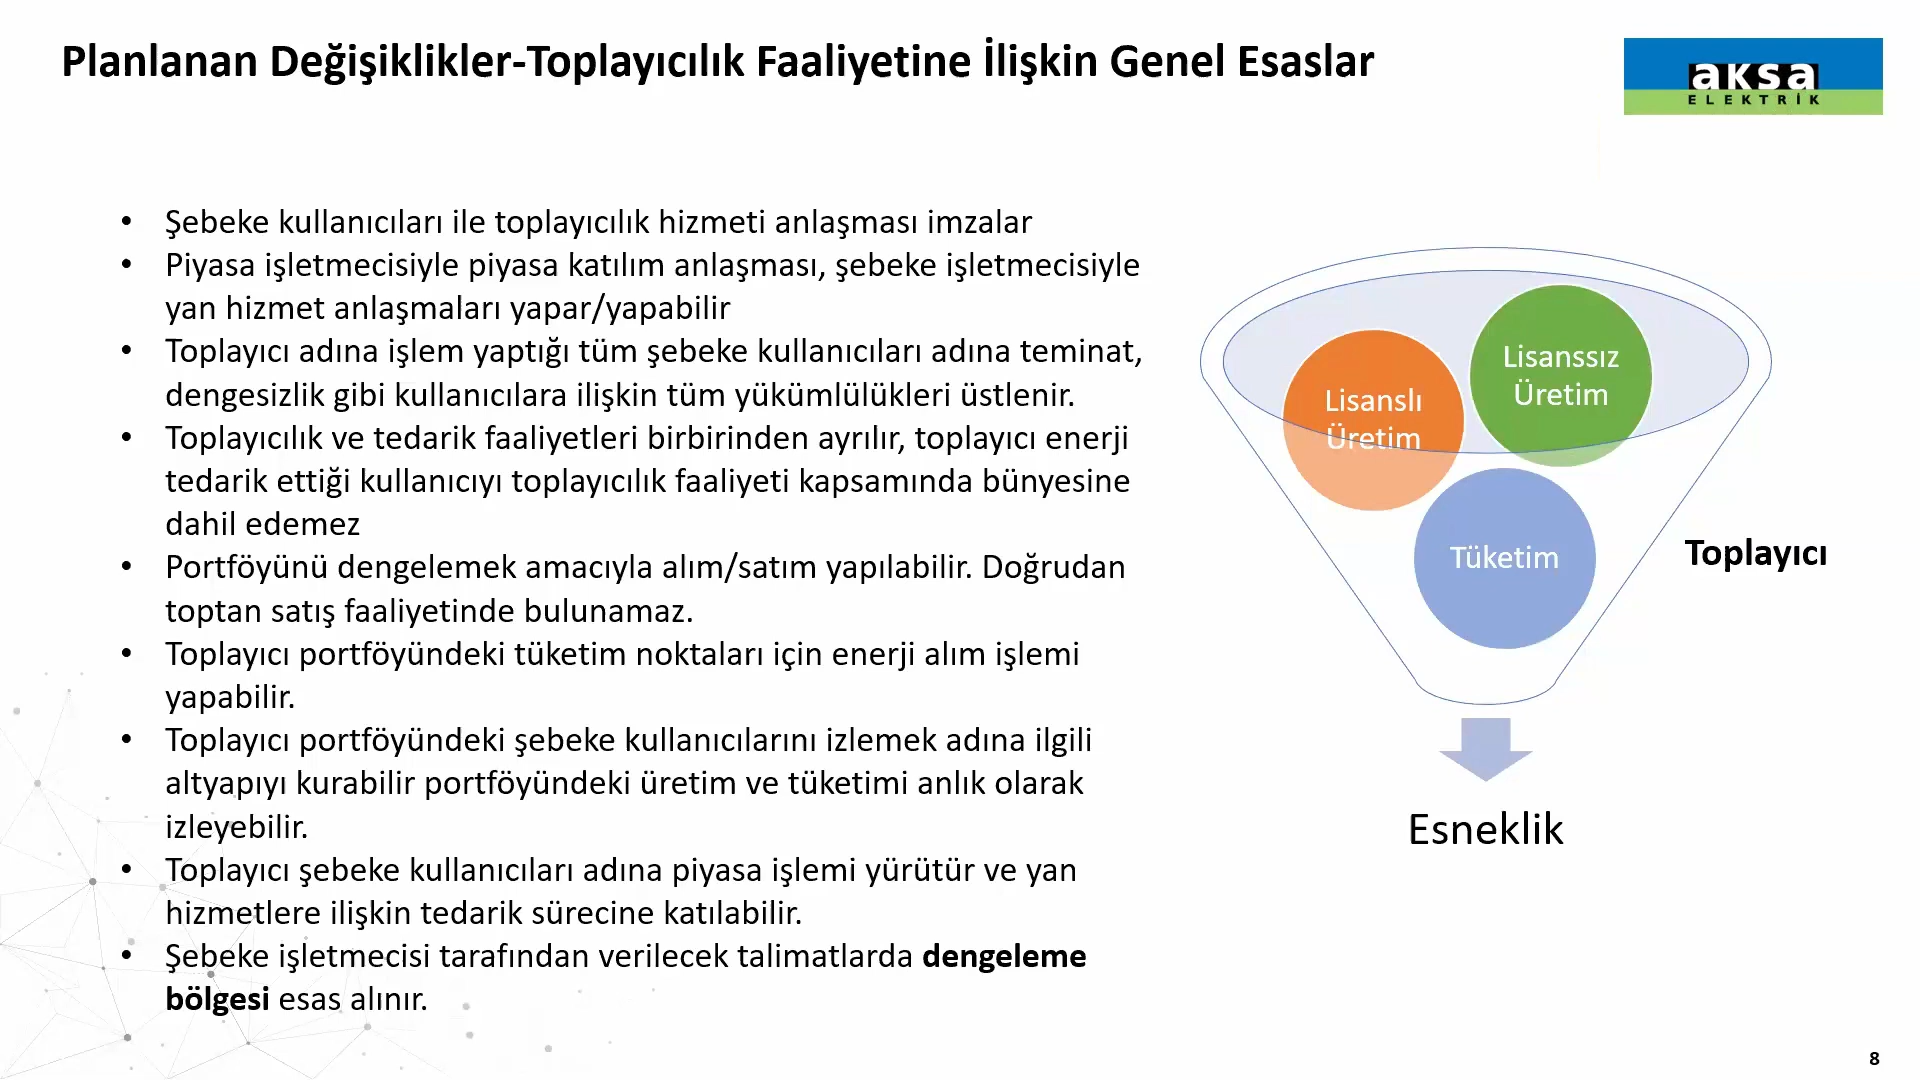 Planlanan Değişiklikler-Toplayıcılık Faaliyetine İlişkin Genel Esaslar
aksa
ELEKTRİK
• Şebeke kullanıcıları ile toplayıcılık hizmeti anlaşması imzalar
• Piyasa işletmecisiyle piyasa katılım anlaşması, şebeke işletmecisiyle
yan hizmet anlaşmaları yapar/yapabilir
• Toplayıcı adına işlem yaptığı tüm şebeke kullanıcıları adına teminat,
dengesizlik gibi kullanıcılara ilişkin tüm yükümlülükleri üstlenir.
• Toplayıcılık ve tedarik faaliyetleri birbirinden ayrılır, toplayıcı enerji
tedarik ettiği kullanıcıyı toplayıcılık faaliyeti kapsamında bünyesine
dahil edemez
• Portföyünü dengelemek amacıyla alım/satım yapılabilir. Doğrudan
toptan satış faaliyetinde bulunamaz.
• Toplayıcı portföyündeki tüketim noktaları için enerji alım işlemi
yapabilir.
• Toplayıcı portföyündeki şebeke kullanıcılarını izlemek adına ilgili
altyapıyı kurabilir portföyündeki üretim ve tüketimi anlık olarak
izleyebilir.
• Toplayıcı şebeke kullanıcıları adına piyasa işlemi yürütür ve yan
hizmetlere ilişkin tedarik sürecine katılabilir.
• Şebeke işletmecisi tarafından verilecek talimatlarda dengeleme
bölgesi esas alınır.
Lisanslı
Üretim
Lisanssız
Üretim
Tüketim
Toplayıcı
Esneklik
8